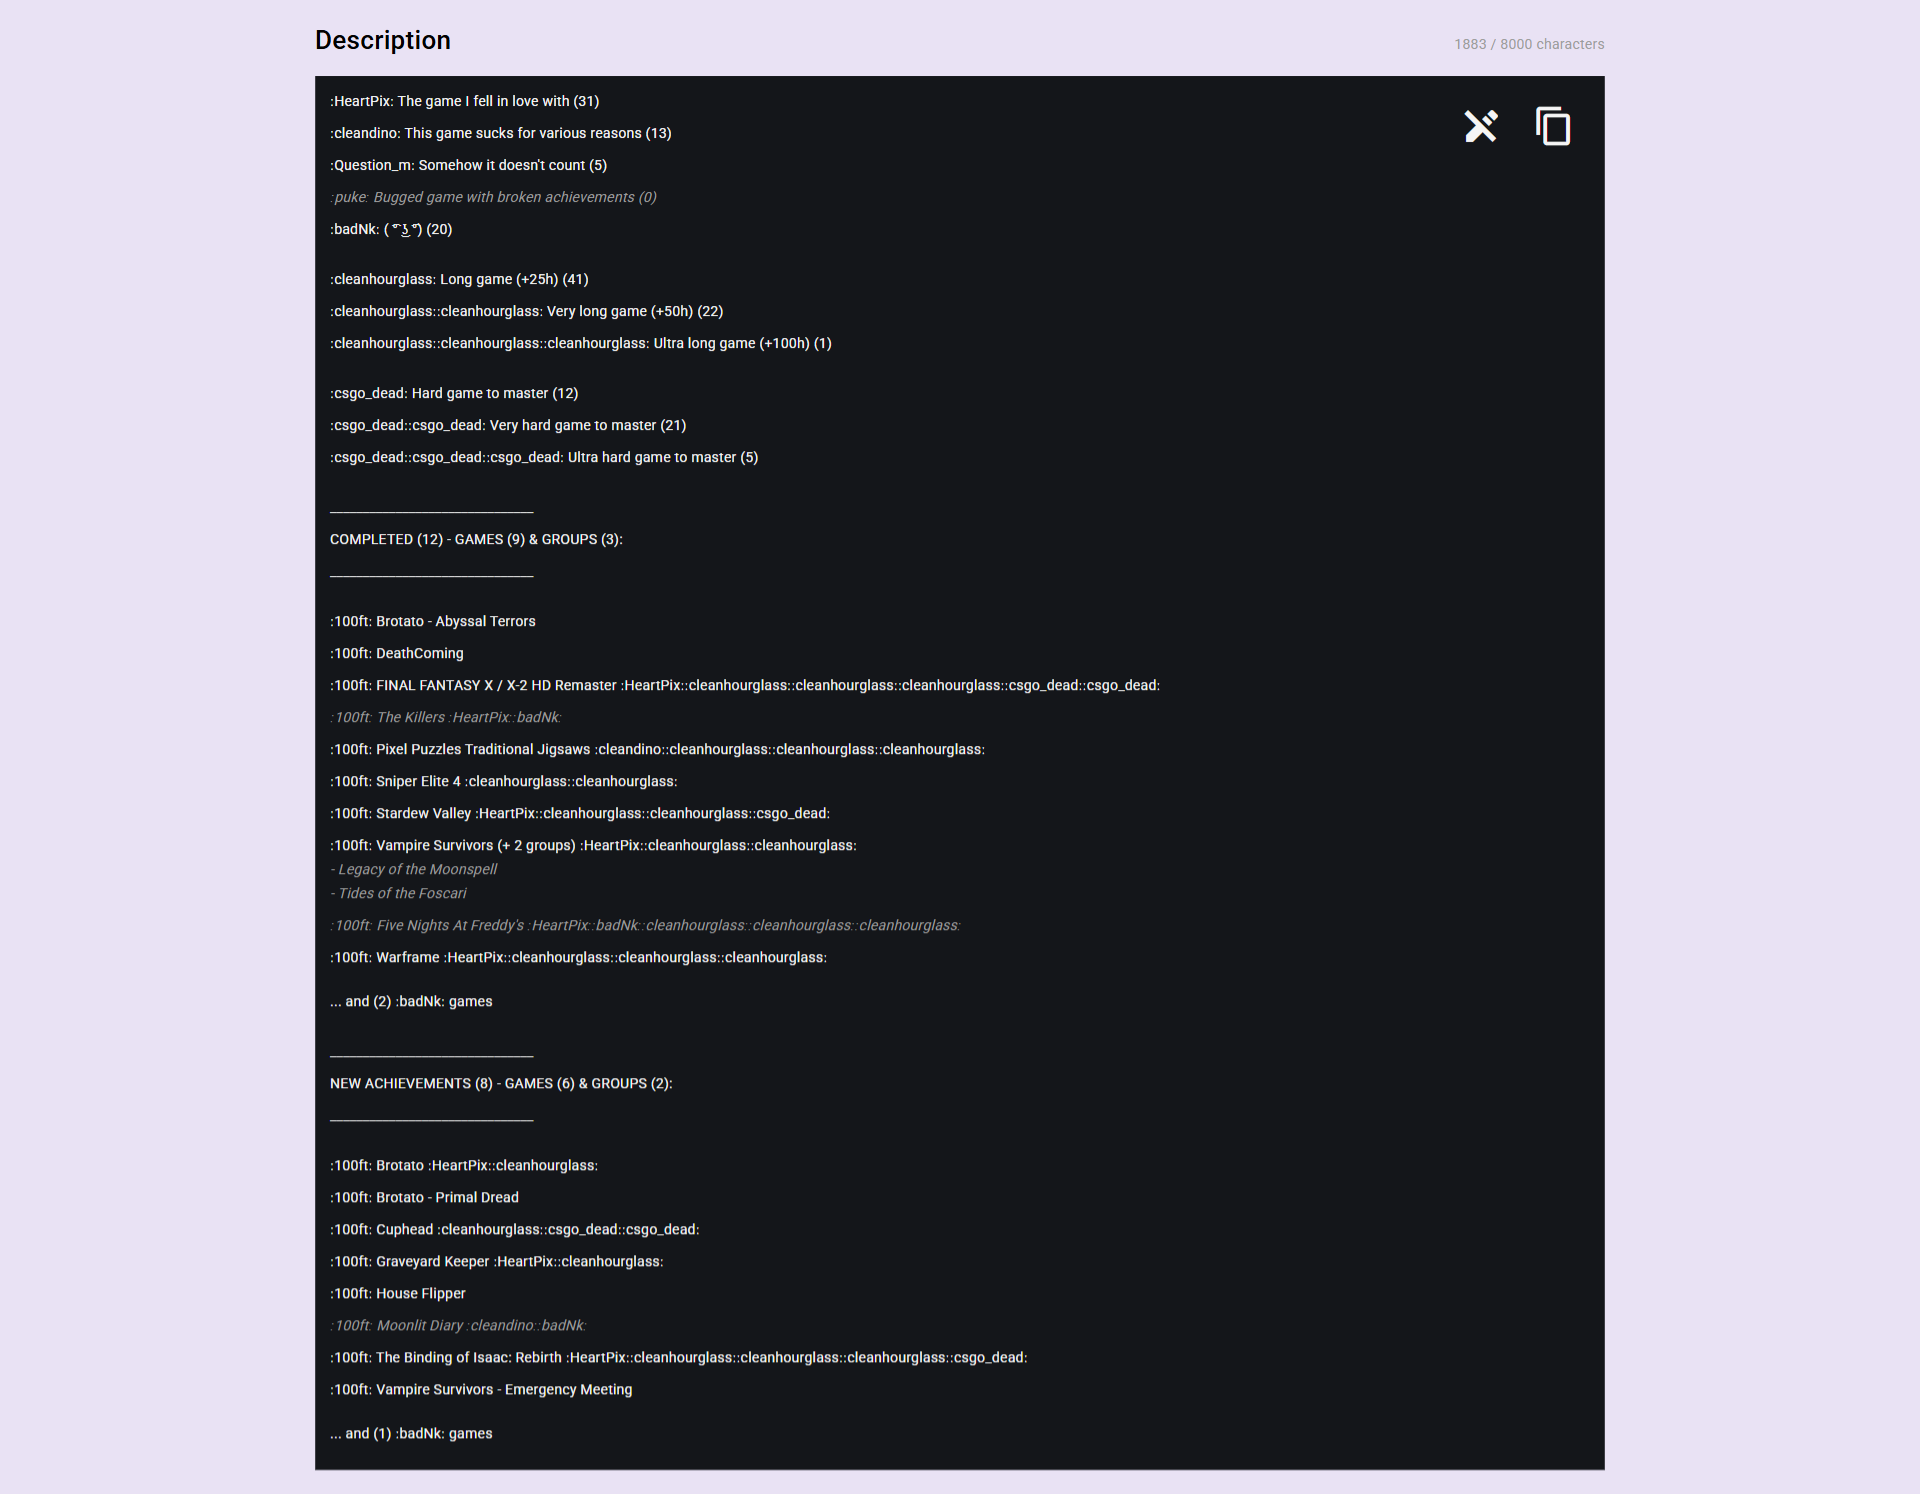 Description
1883 / 8000 characters
:HeartPix: The game I fell in love with (31)
:cleandino: This game sucks for various reasons (13)
:Question_m: Somehow it doesn't count (5)
:puke: Bugged game with broken achievements (0)
:badNk: ( ͡° ͜ʖ ͡°) (20)
:cleanhourglass: Long game (+25h) (41)
:cleanhourglass::cleanhourglass: Very long game (+50h) (22)
:cleanhourglass::cleanhourglass::cleanhourglass: Ultra long game (+100h) (1)
:csgo_dead: Hard game to master (12)
:csgo_dead::csgo_dead: Very hard game to master (21)
:csgo_dead::csgo_dead::csgo_dead: Ultra hard game to master (5)
_____________________________
COMPLETED (12) - GAMES (9) & GROUPS (3):
_____________________________
:100ft: Brotato - Abyssal Terrors
:100ft: DeathComing
:100ft: FINAL FANTASY X / X-2 HD Remaster :HeartPix::cleanhourglass::cleanhourglass::cleanhourglass::csgo_dead::csgo_dead:
:100ft: The Killers :HeartPix::badNk:
:100ft: Pixel Puzzles Traditional Jigsaws :cleandino::cleanhourglass::cleanhourglass::cleanhourglass:
:100ft: Sniper Elite 4 :cleanhourglass::cleanhourglass:
:100ft: Stardew Valley :HeartPix::cleanhourglass::cleanhourglass::csgo_dead:
:100ft: Vampire Survivors (+ 2 groups) :HeartPix::cleanhourglass::cleanhourglass:
- Legacy of the Moonspell
- Tides of the Foscari
:100ft: Five Nights At Freddy's :HeartPix::badNk::cleanhourglass::cleanhourglass::cleanhourglass:
:100ft: Warframe :HeartPix::cleanhourglass::cleanhourglass::cleanhourglass:
... and (2) :badNk: games
_____________________________
NEW ACHIEVEMENTS (8) - GAMES (6) & GROUPS (2):
_____________________________
:100ft: Brotato :HeartPix::cleanhourglass:
:100ft: Brotato - Primal Dread
:100ft: Cuphead :cleanhourglass::csgo_dead::csgo_dead:
:100ft: Graveyard Keeper :HeartPix::cleanhourglass:
:100ft: House Flipper
:100ft: Moonlit Diary :cleandino::badNk:
:100ft: The Binding of Isaac: Rebirth :HeartPix::cleanhourglass::cleanhourglass::cleanhourglass::csgo_dead:
:100ft: Vampire Survivors - Emergency Meeting
... and (1) :badNk: games